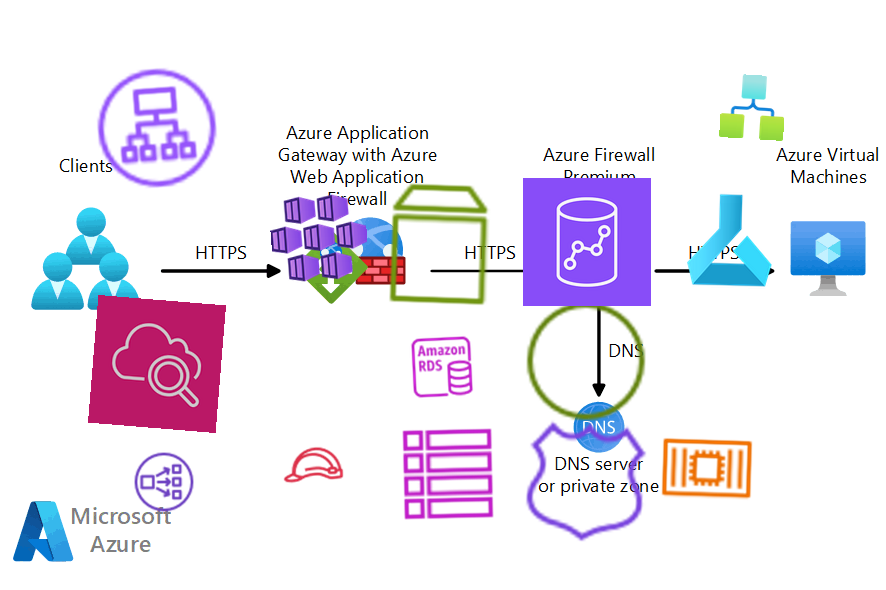 Clients
Azure Application
Gateway with Azure
Web Application
Firewall
Azure Firewall
Premium
Azure Virtual
Machines
HTTPS
HTTPS
HTTPS
Amazon
RDS
DNS
DNS
DNS server
or private zone
Microsoft
Azure